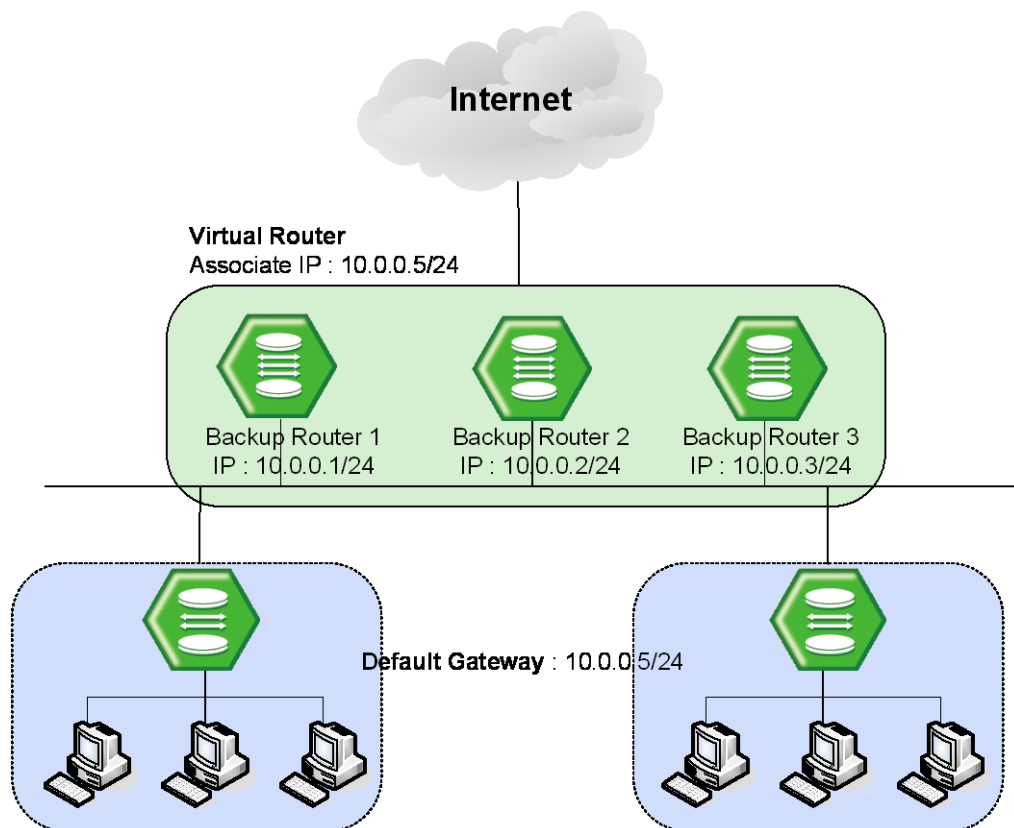 Internet
Virtual Router
Associate IP : 10.0.0.5/24
Backup Router 1
IP : 10.0.0.1/24
Backup Router 2
IP : 10.0.0.2/24
Backup Router 3
IP : 10.0.0.3/24
Default Gateway : 10.0.0.5/24